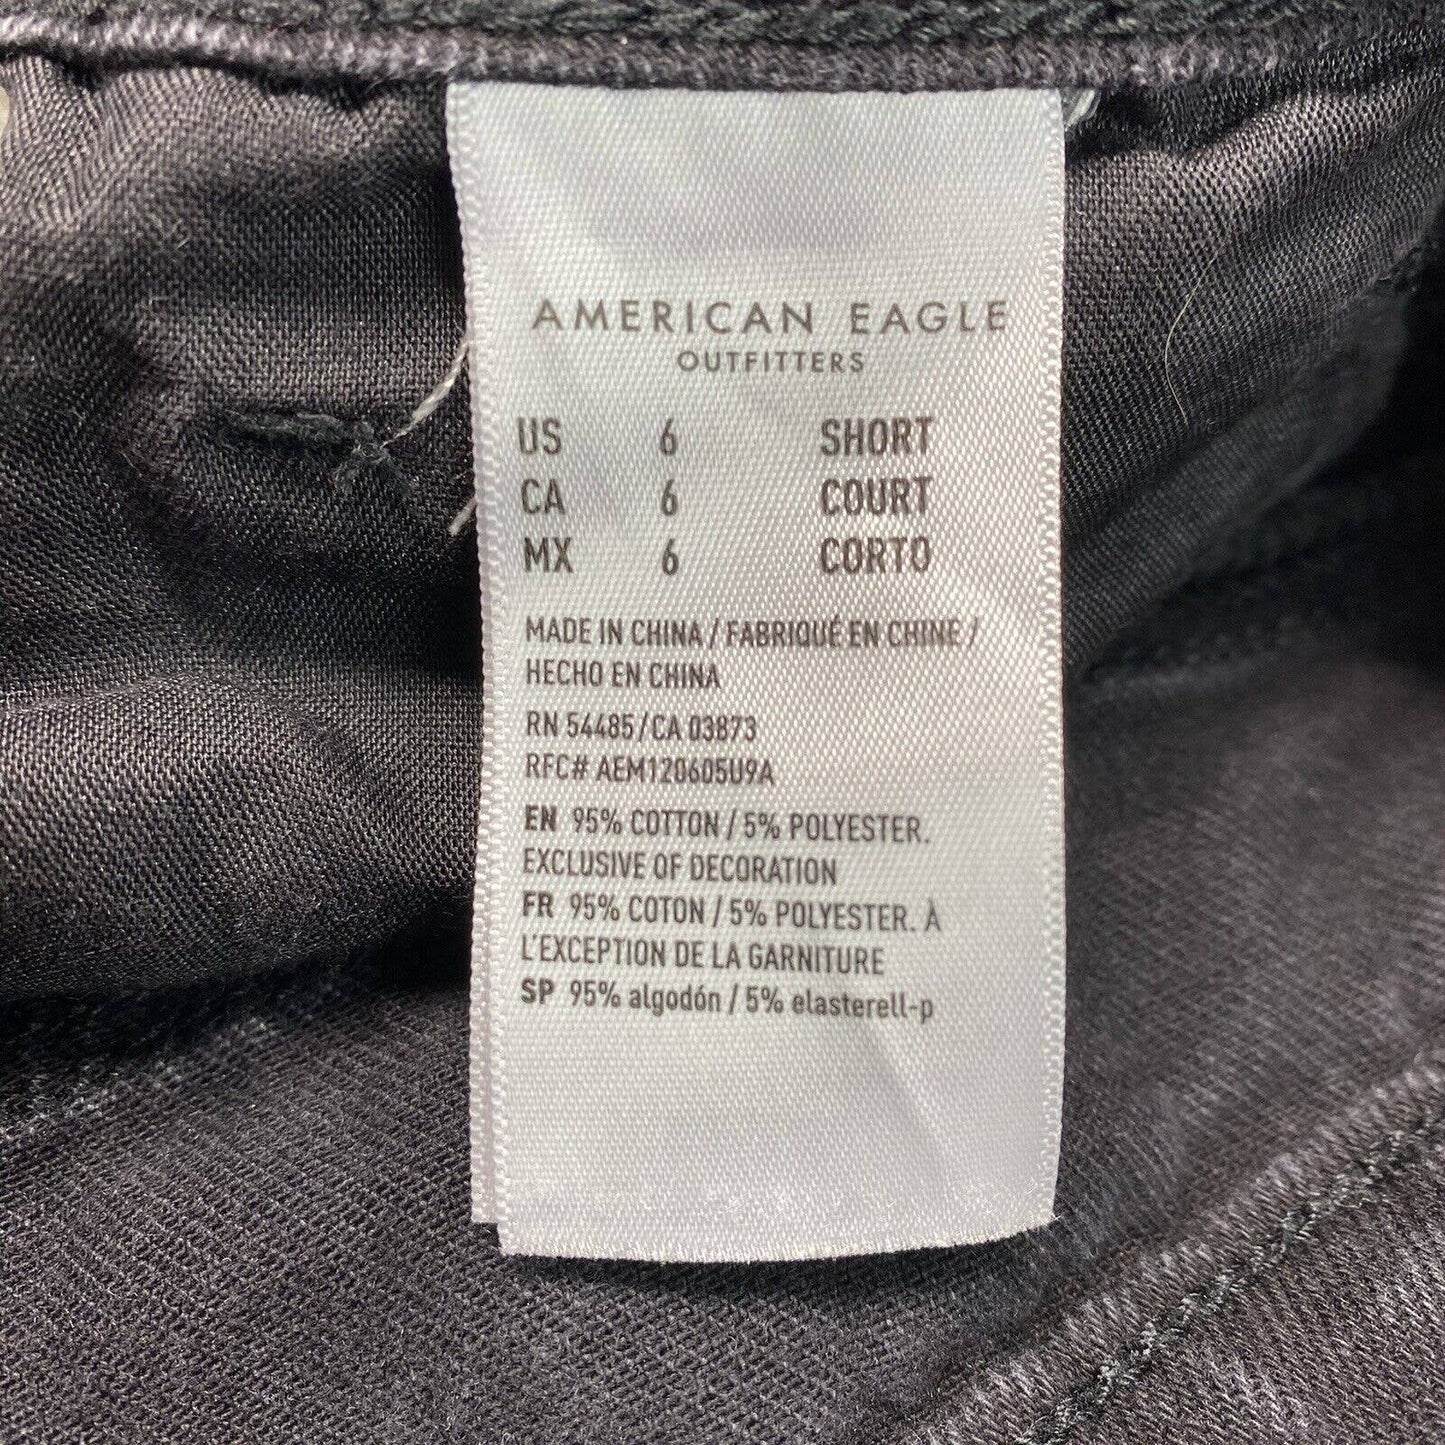 AMERICAN EAGLE
OUTFITTERS
US 6 SHORT
CA 6 COURT
MX 6 CORTO
MADE IN CHINA / FABRIQUÉ EN CHINE /
HECHO EN CHINA
RN 54485 / CA 03873
RFC# AEM120605U9A
EN 95% COTTON / 5% POLYESTER.
EXCLUSIVE OF DECORATION
FR 95% COTON / 5% POLYESTER. À
L'EXCEPTION DE LA GARNITURE
SP 95% algodón / 5% elasterell-p